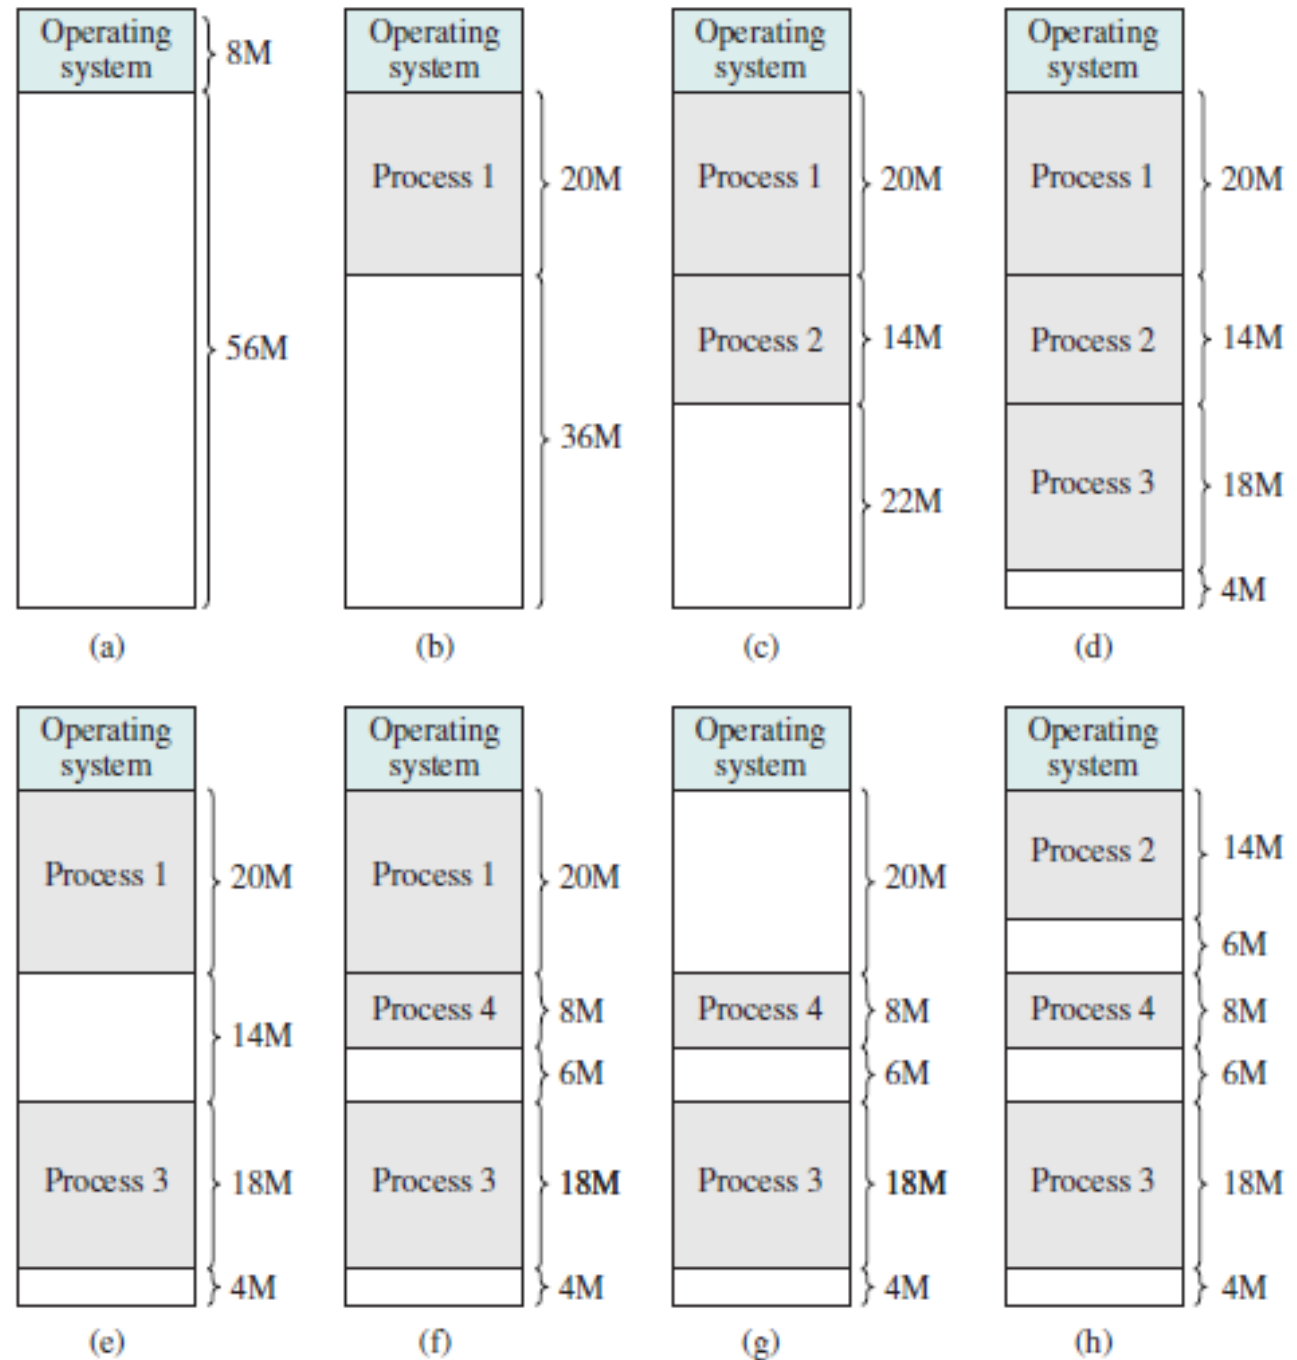 Operating
system
8M
56M
(a)
Operating
system
Process 1
20M
36M
(b)
Operating
system
Process 1
20M
Process 2
14M
22M
(c)
Operating
system
Process 1
20M
Process 2
14M
Process 3
18M
4M
(d)
Operating
system
Process 1
20M
14M
Process 3
18M
4M
(e)
Operating
system
Process 1
20M
Process 4
8M
6M
Process 3
18M
4M
(f)
Operating
system
20M
Process 4
8M
6M
Process 3
18M
4M
(g)
Operating
system
Process 2
14M
6M
Process 4
8M
6M
Process 3
18M
4M
(h)